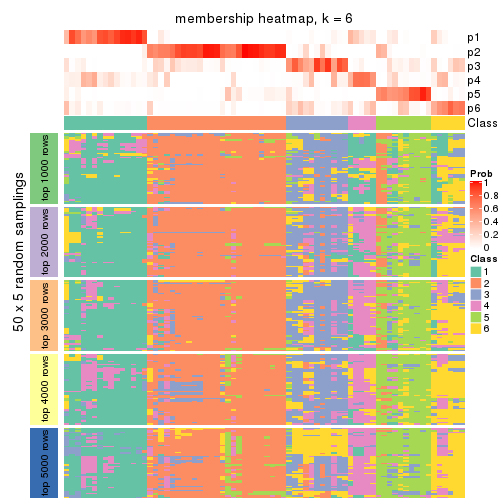 membership heatmap, k = 6
p1
p2
p3
p4
p5
p6
Class
50 x 5 random samplings
top 1000 rows
top 2000 rows
top 3000 rows
top 4000 rows
top 5000 rows
Prob
1
0.8
0.6
0.4
0.2
0
Class
1
2
3
4
5
6